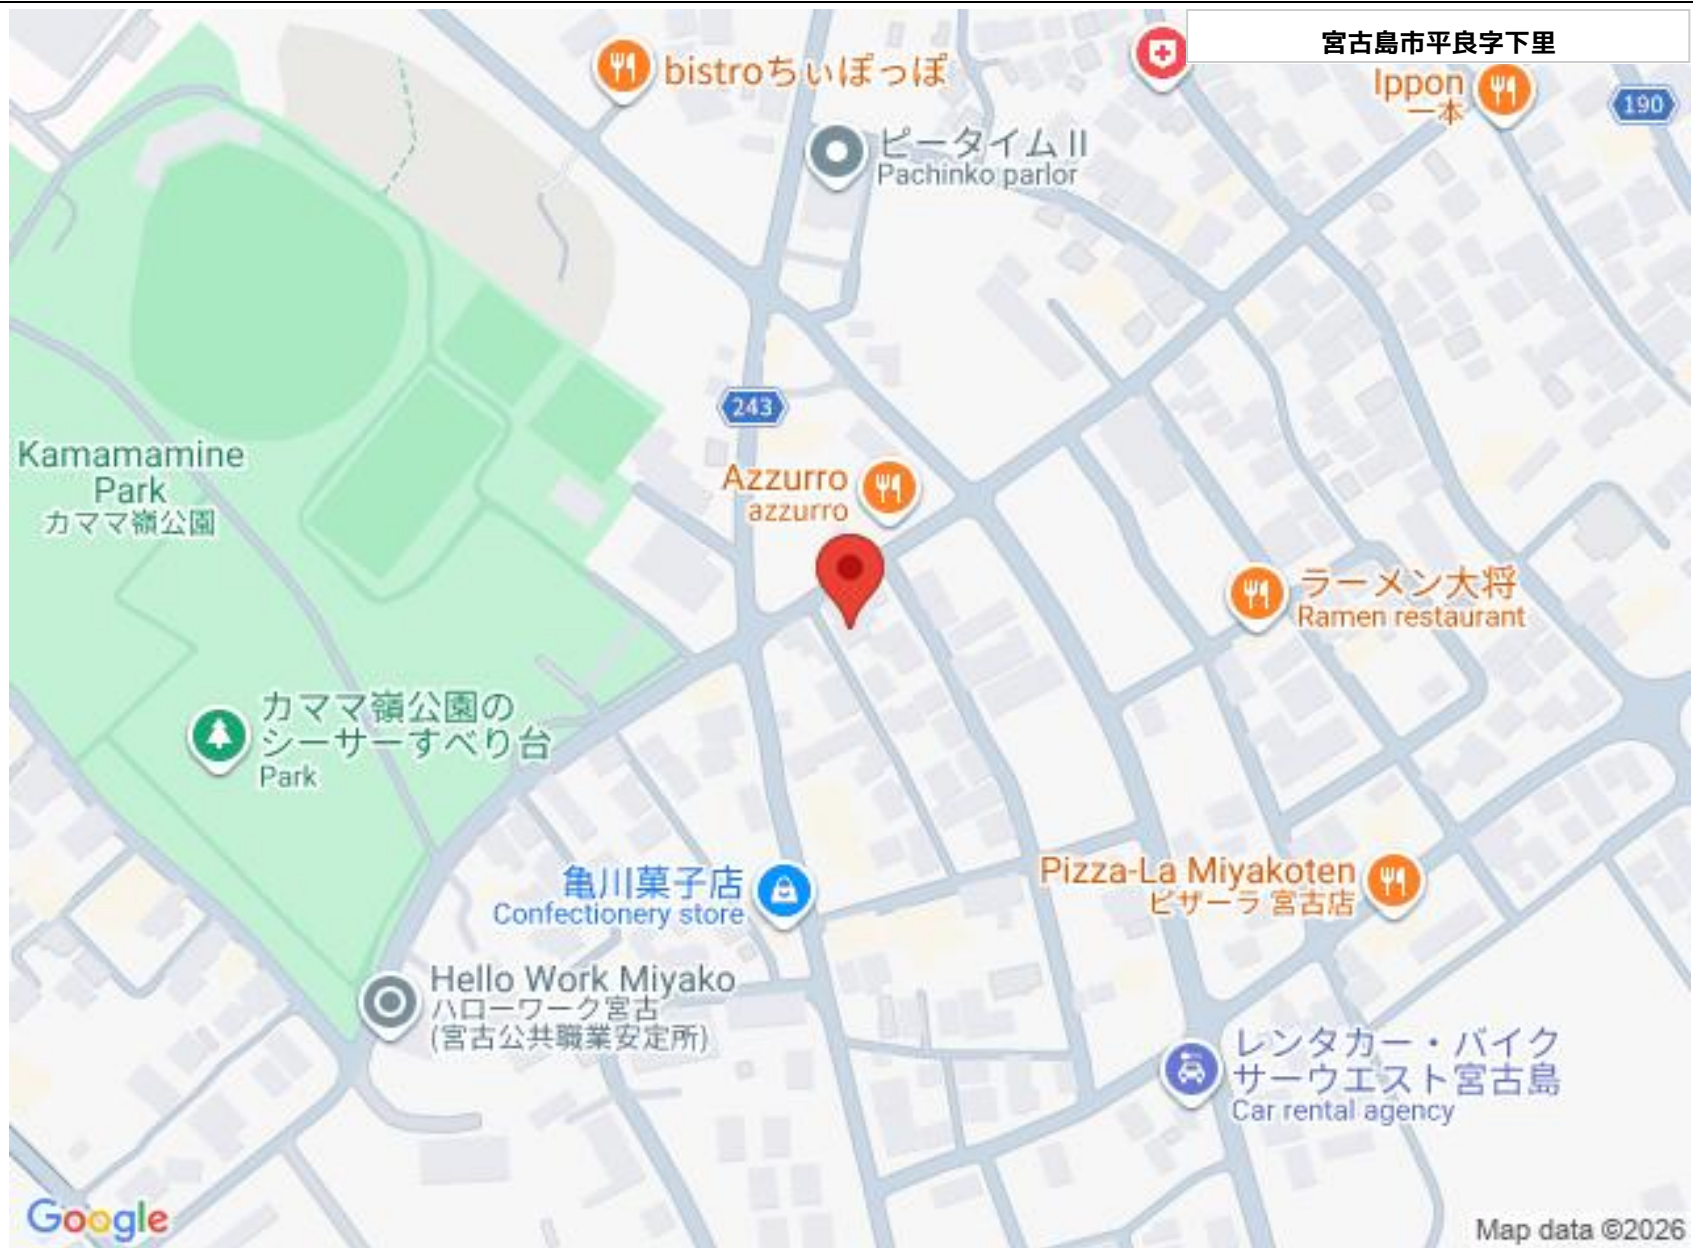 宮古島市平良字下里
bistroちぃぽっぽ
Ippon
一本
190
ピータイムⅡ
Pachinko parlor
243
Kamamamine
Park
カママ嶺公園
Azzurro
azzurro
ラーメン大将
Ramen restaurant
カママ嶺公園の
シーサーすべり台
Park
亀川菓子店
Confectionery store
Pizza-La Miyakoten
ピザーラ 宮古店
Hello Work Miyako
ハローワーク宮古
(宮古公共職業安定所)
レンタカー・バイク
サーウエスト宮古島
Car rental agency
Google
Map data ©2026